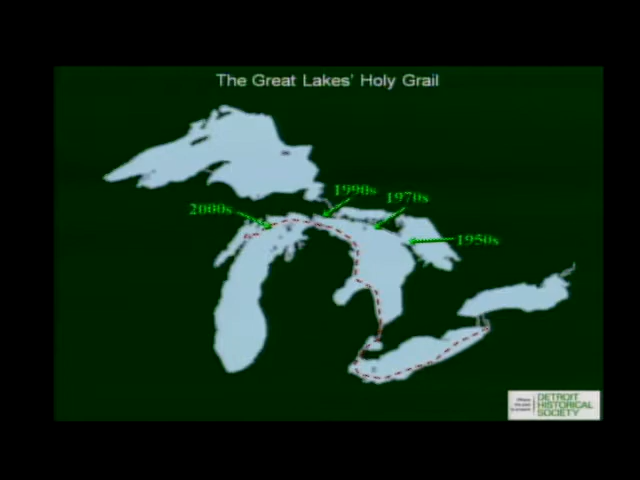 The Great Lakes' Holy Grail
1990s
1970s
2000s
1950s
DETROIT
HISTORICAL
SOCIETY